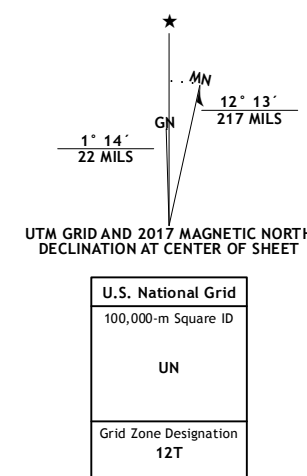 ★
MN
GN
12° 13´
217 MILS
1° 14´
22 MILS
UTM GRID AND 2017 MAGNETIC NORTH
DECLINATION AT CENTER OF SHEET
U.S. National Grid
100,000-m Square ID
UN
Grid Zone Designation
12T